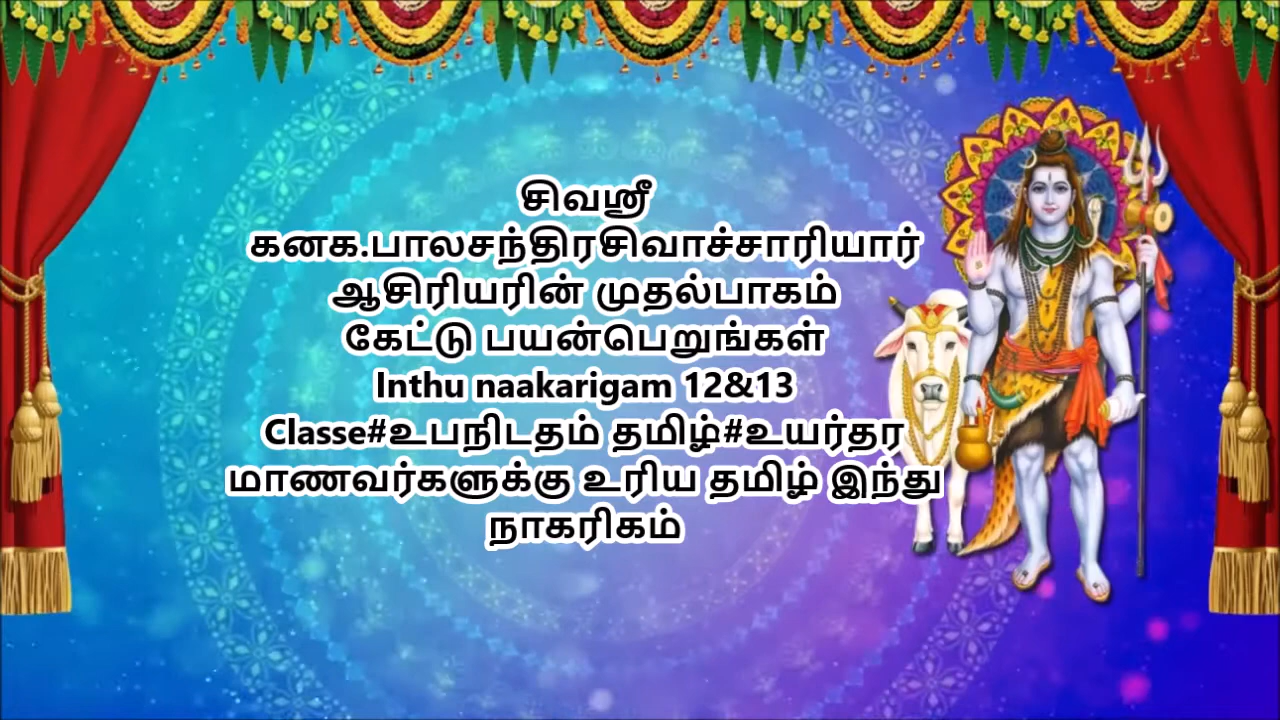 சிவஸ்ரீ
கனக.பாலசந்திரசிவாச்சாரியார்
ஆசிரியரின் முதல்பாகம்
கேட்டு பயன்பெறுங்கள்
Inthu naakarigam 12&13
Classe#உபநிடதம் தமிழ்#உயர்தர
மாணவர்களுக்கு உரிய தமிழ் இந்து
நாகரிகம்